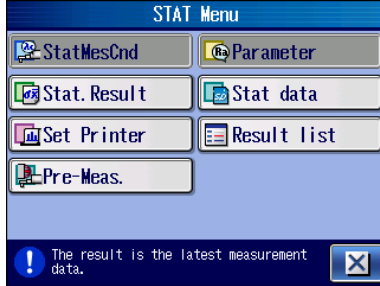 STAT Menu
StatMesCnd
Parameter
Stat.Result
Stat data
Set Printer
Result list
Pre-Meas.
The result is the latest measurement
data.